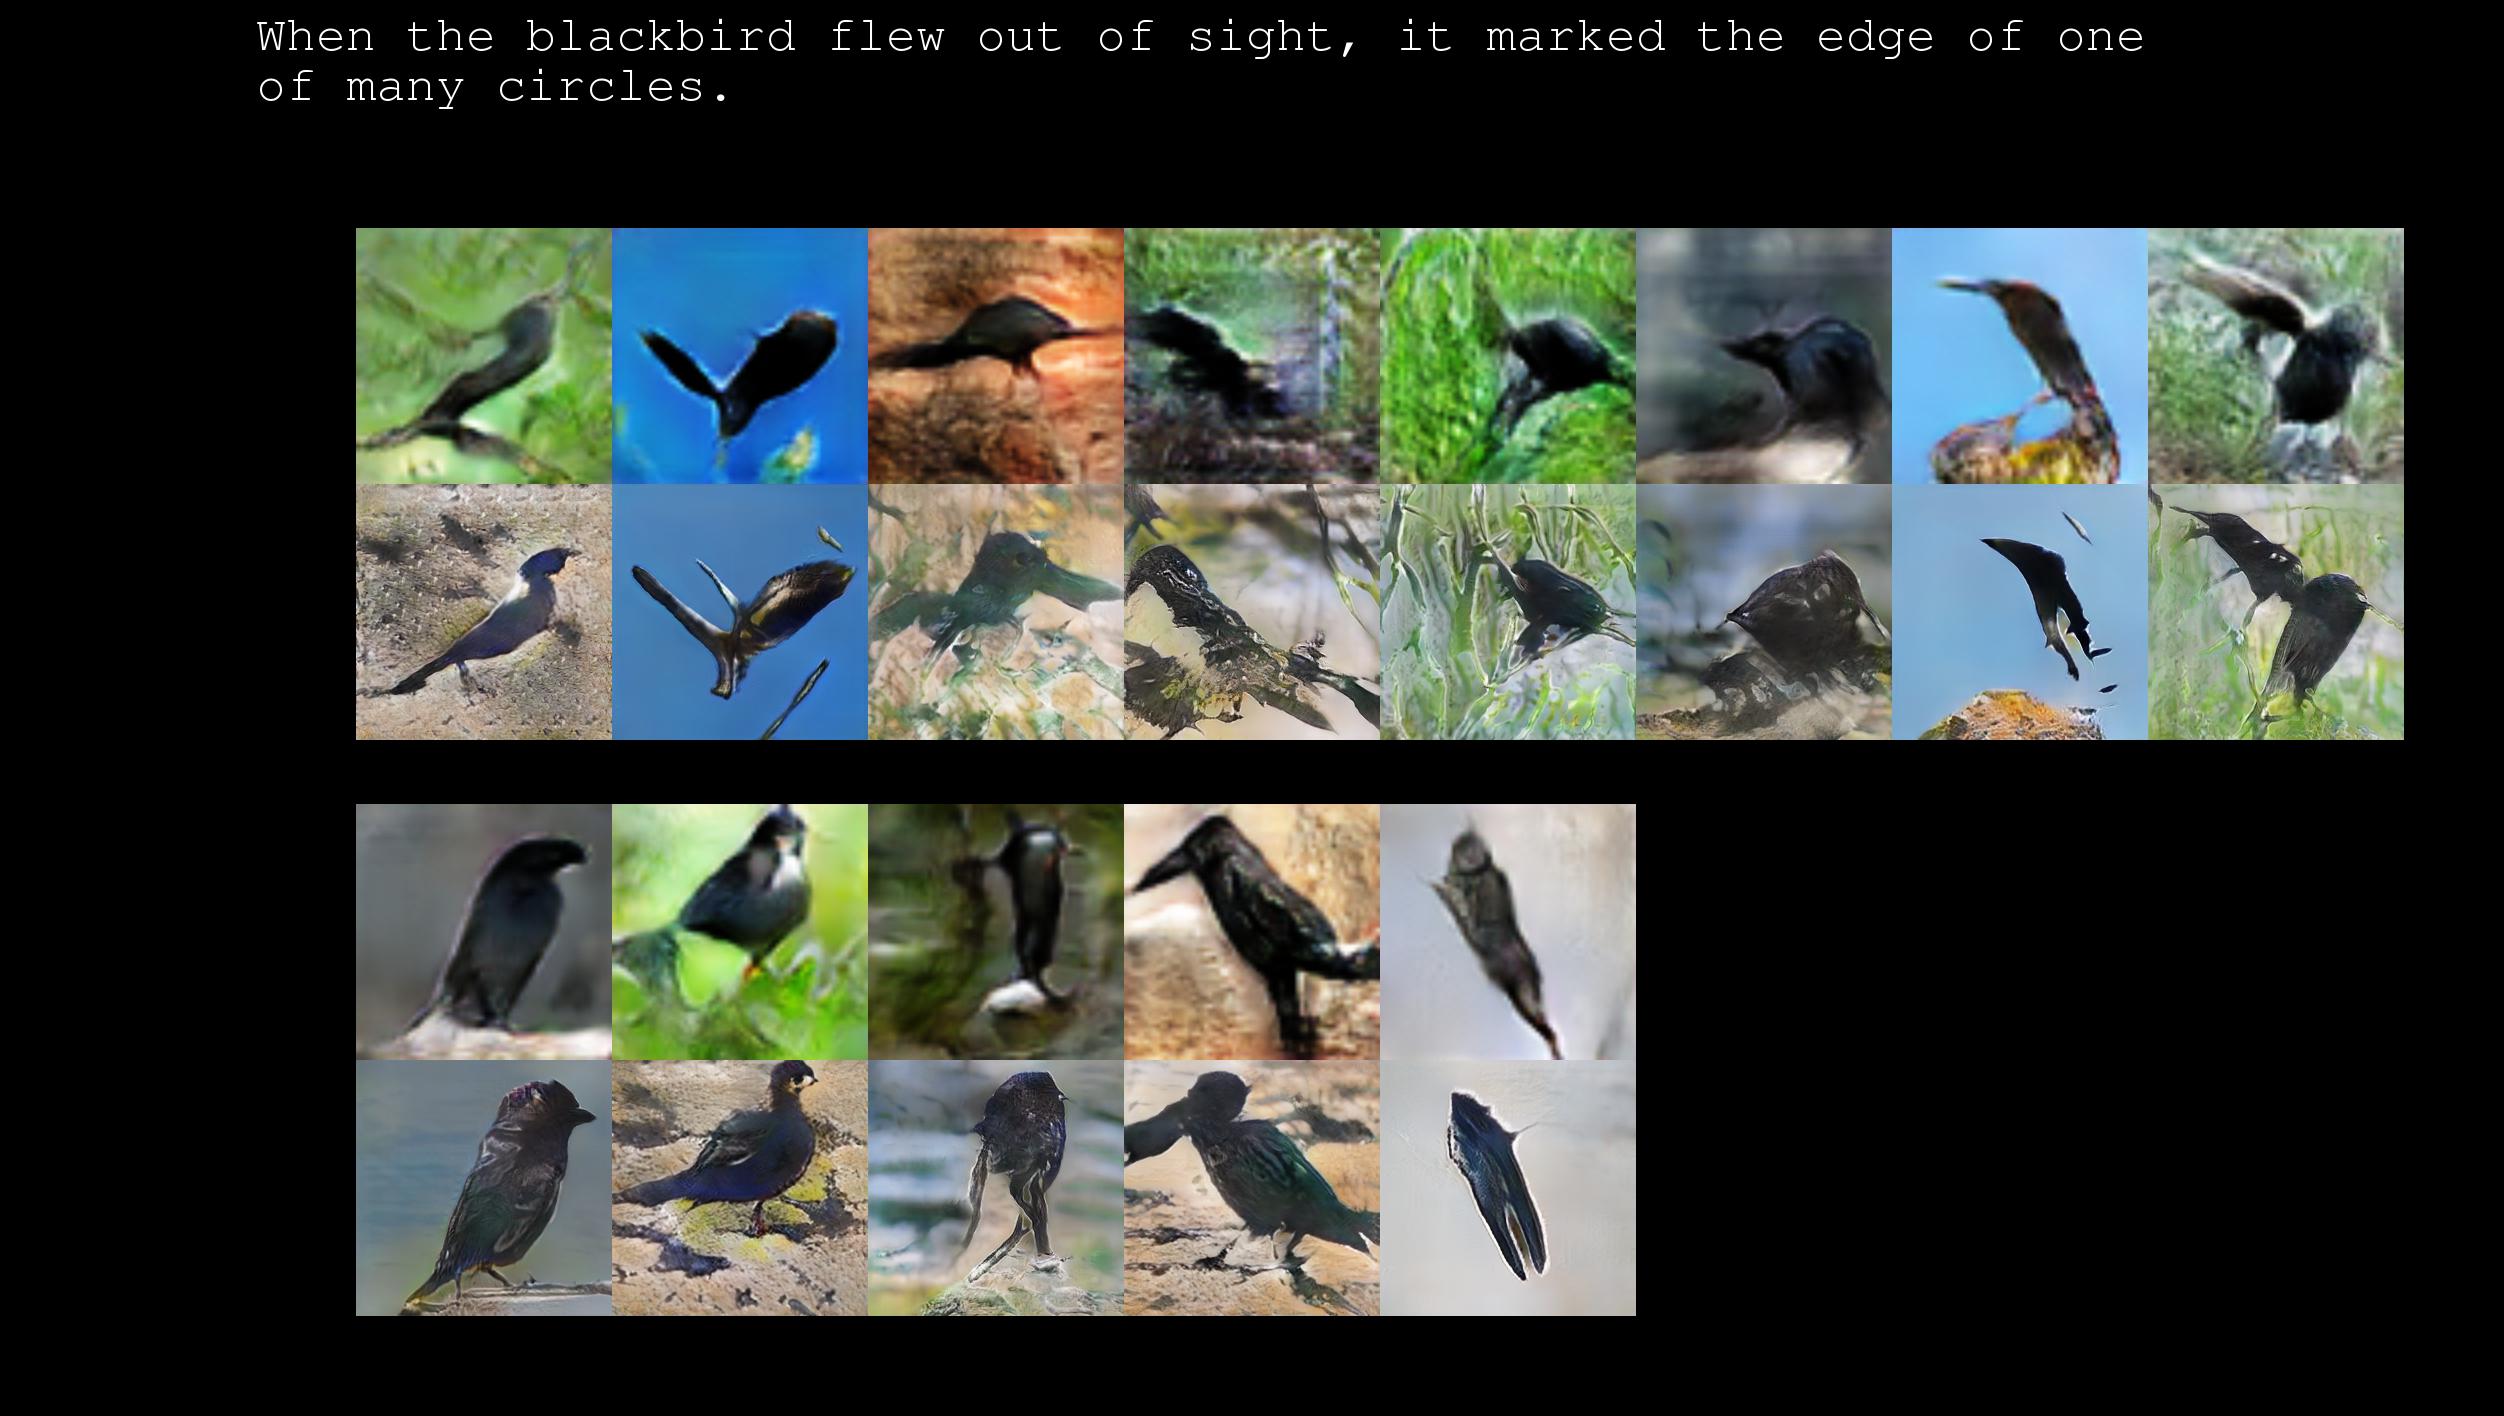 When the blackbird flew out of sight, it marked the edge of one
of many circles.